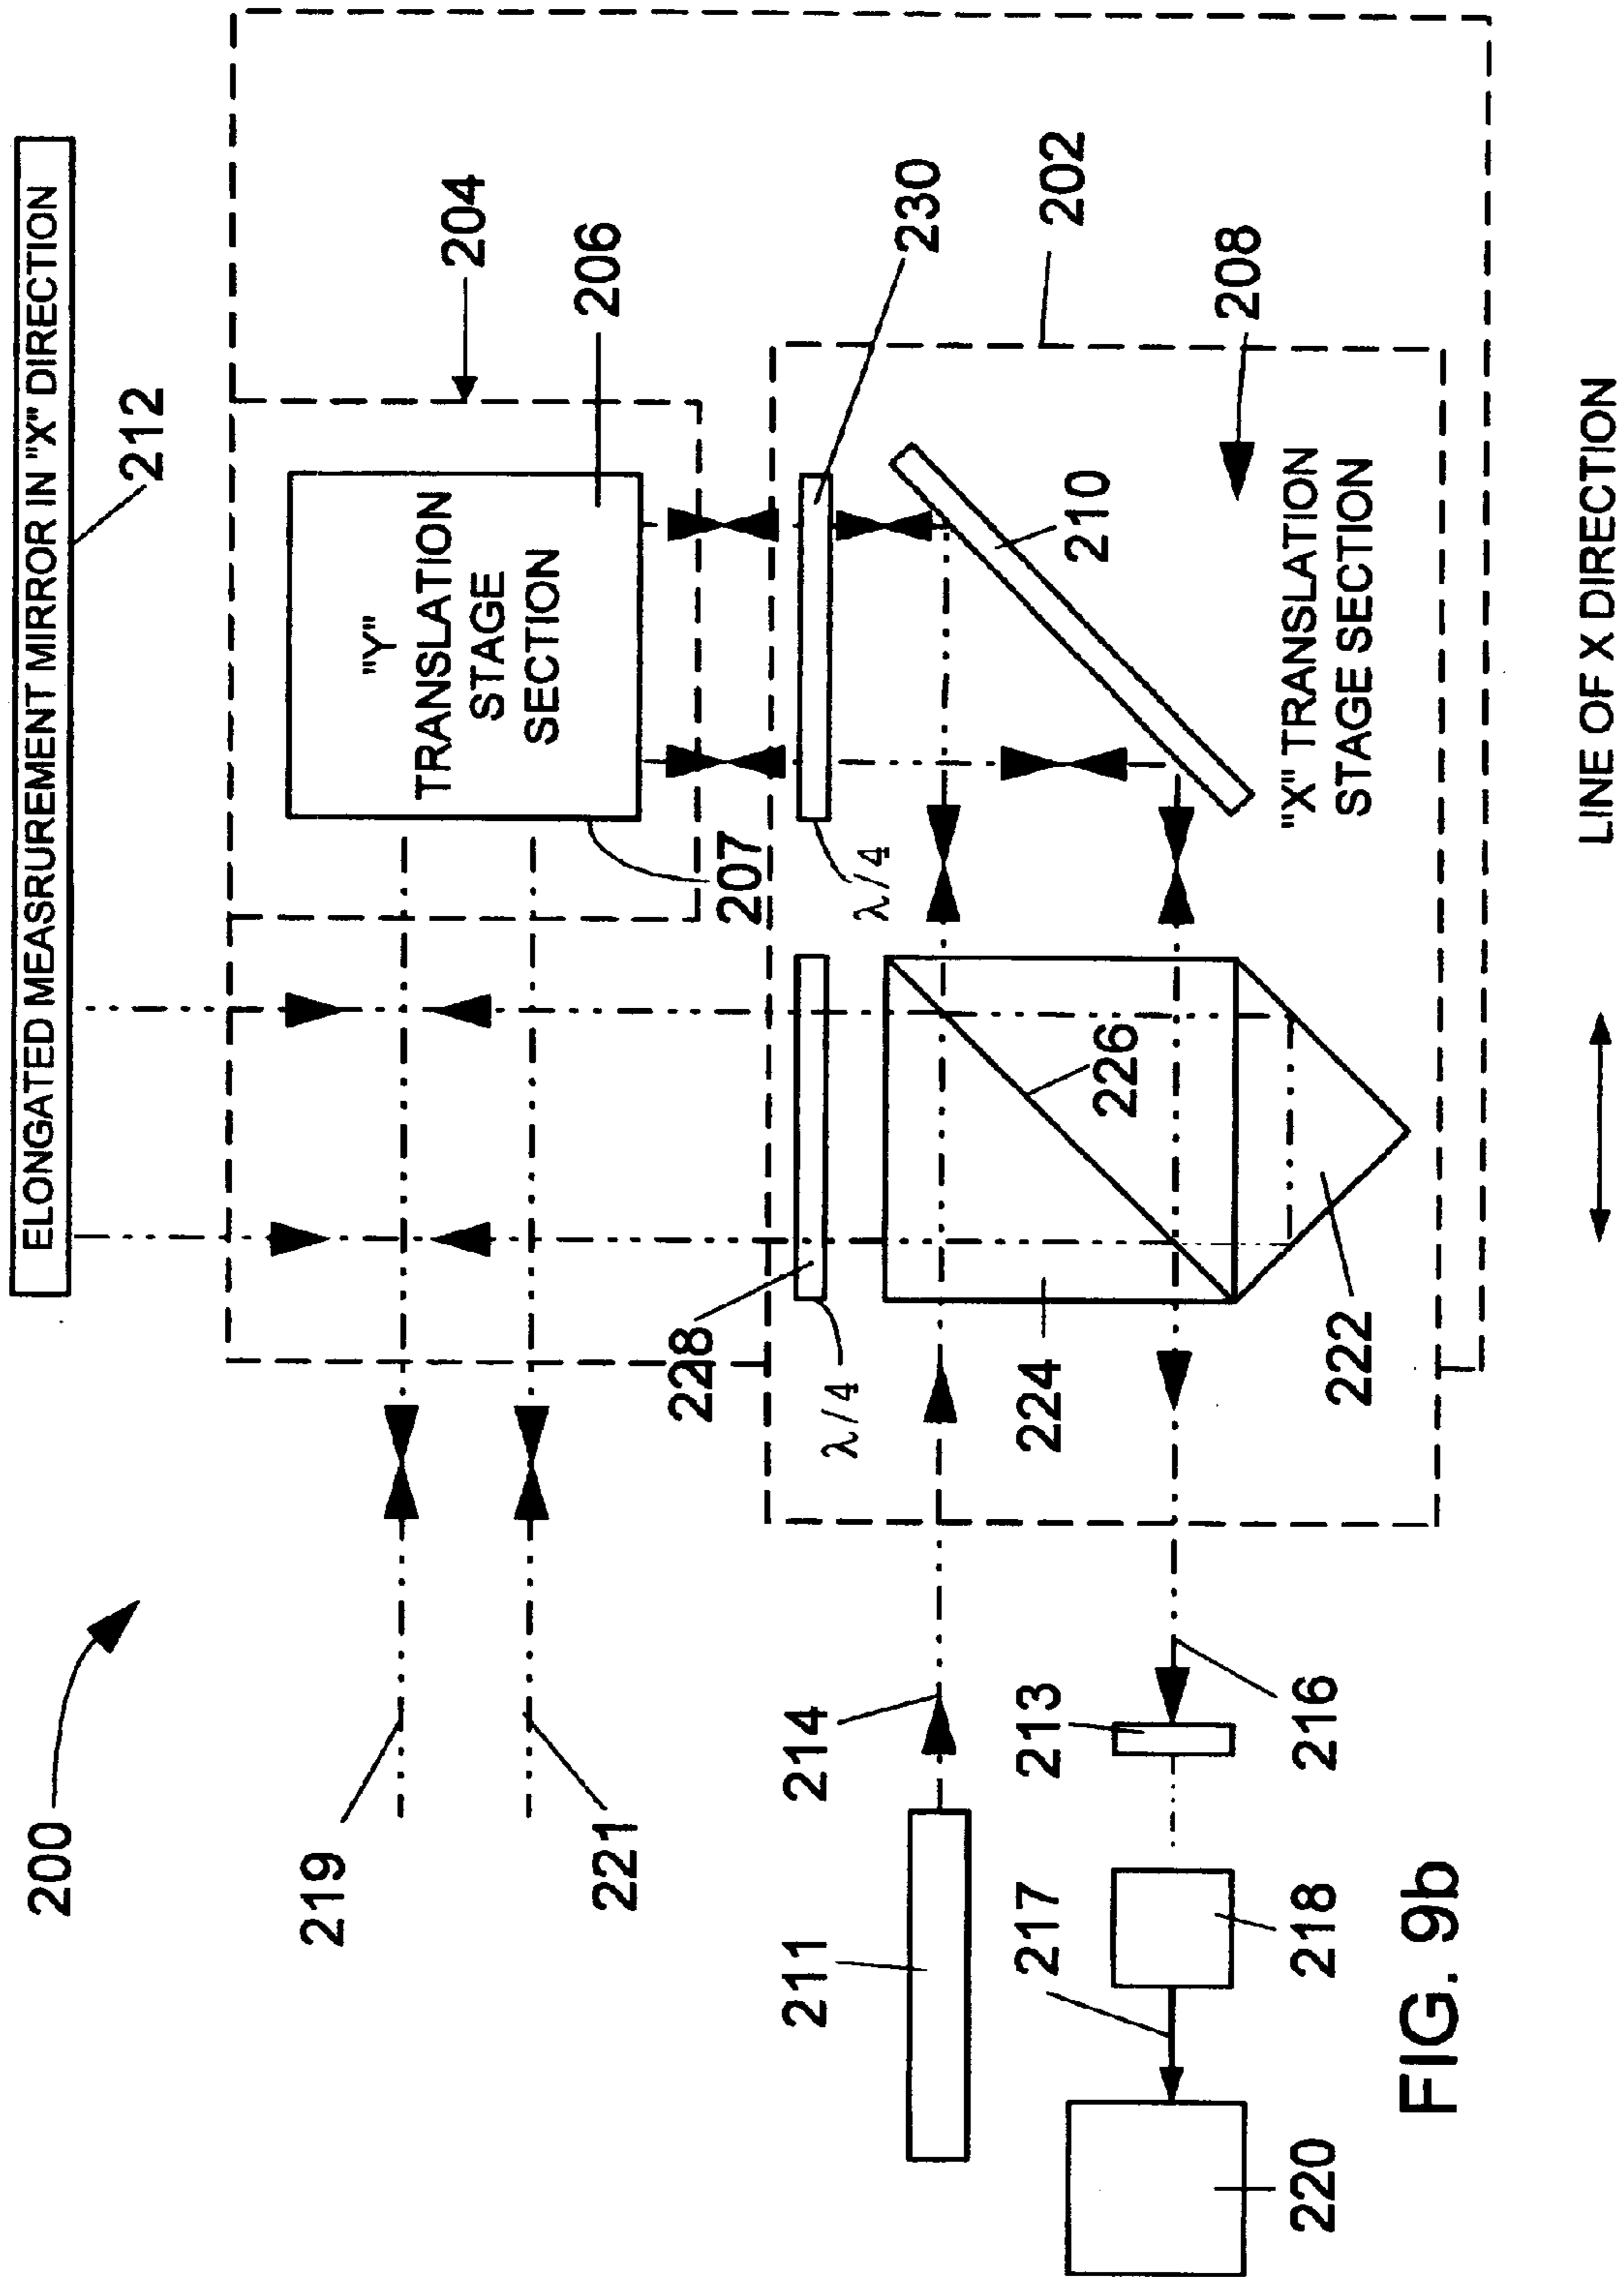 200
219
221
ELONGATED MEASRUREMENT MIRROR IN "X" DIRECTION
212
204
"Y"
TRANSLATION
STAGE
SECTION
206
207
228
λ/4
λ/4
230
202
211
214
224
226
210
208
"X" TRANSLATION
STAGE SECTION
222
220
217
218
213
216
LINE OF X DIRECTION
FIG. 9b